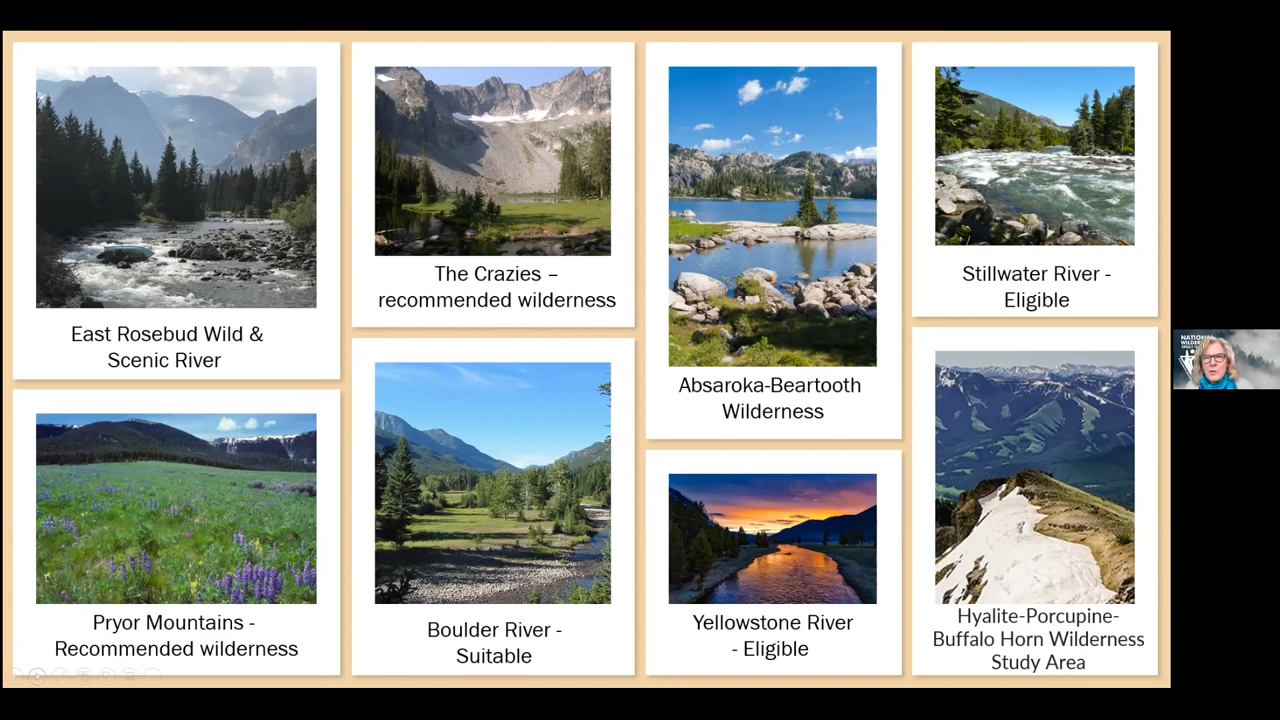 East Rosebud Wild &
Scenic River
The Crazies –
recommended wilderness
Absaroka-Beartooth
Wilderness
Stillwater River -
Eligible
Pryor Mountains -
Recommended wilderness
Boulder River -
Suitable
Yellowstone River
- Eligible
Hyalite-Porcupine-
Buffalo Horn Wilderness
Study Area
NATIONAL